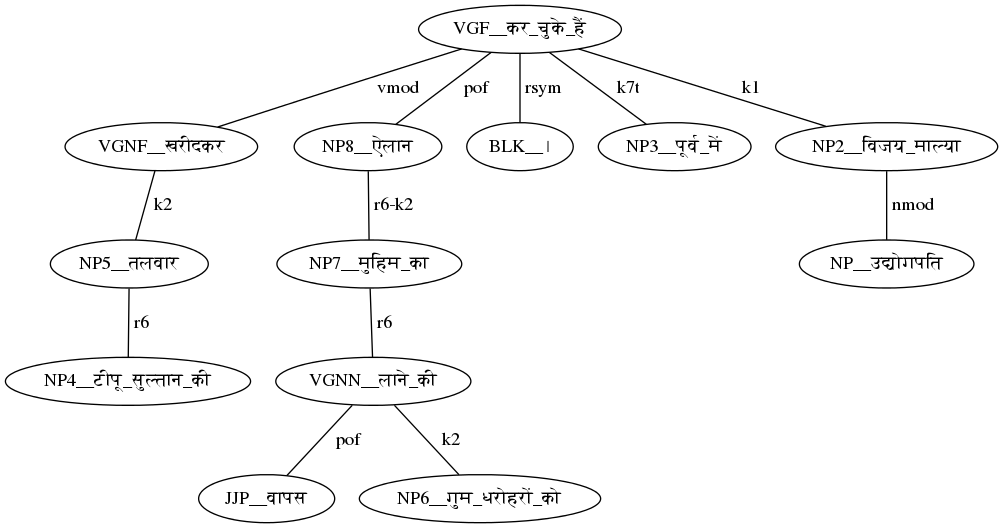 VGF__कर_चुके_हैं
vmod pof rsym k7t k1
VGNF__खरीदकर NP8__ऐलान BLK__। NP3__पूर्व_में NP2__विजय_माल्या
k2 r6-k2 nmod
NP5__तलवार NP7__मुहिम_का NP__उद्योगपति
r6 r6
NP4__टीपू_सुल्तान_की VGNN__लाने_की
pof k2
JJP__वापस NP6__गुम_धरोहरों_को